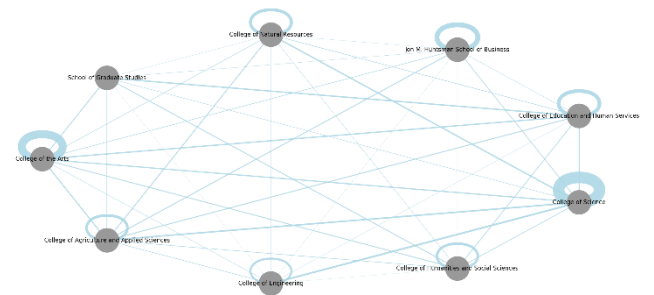 College of Natural Resources
Jon M. Huntsman School of Business
School of Graduate Studies
College of Education and Human Services
College of the Arts
College of Science
College of Agriculture and Applied Sciences
College of Humanities and Social Sciences
College of Engineering